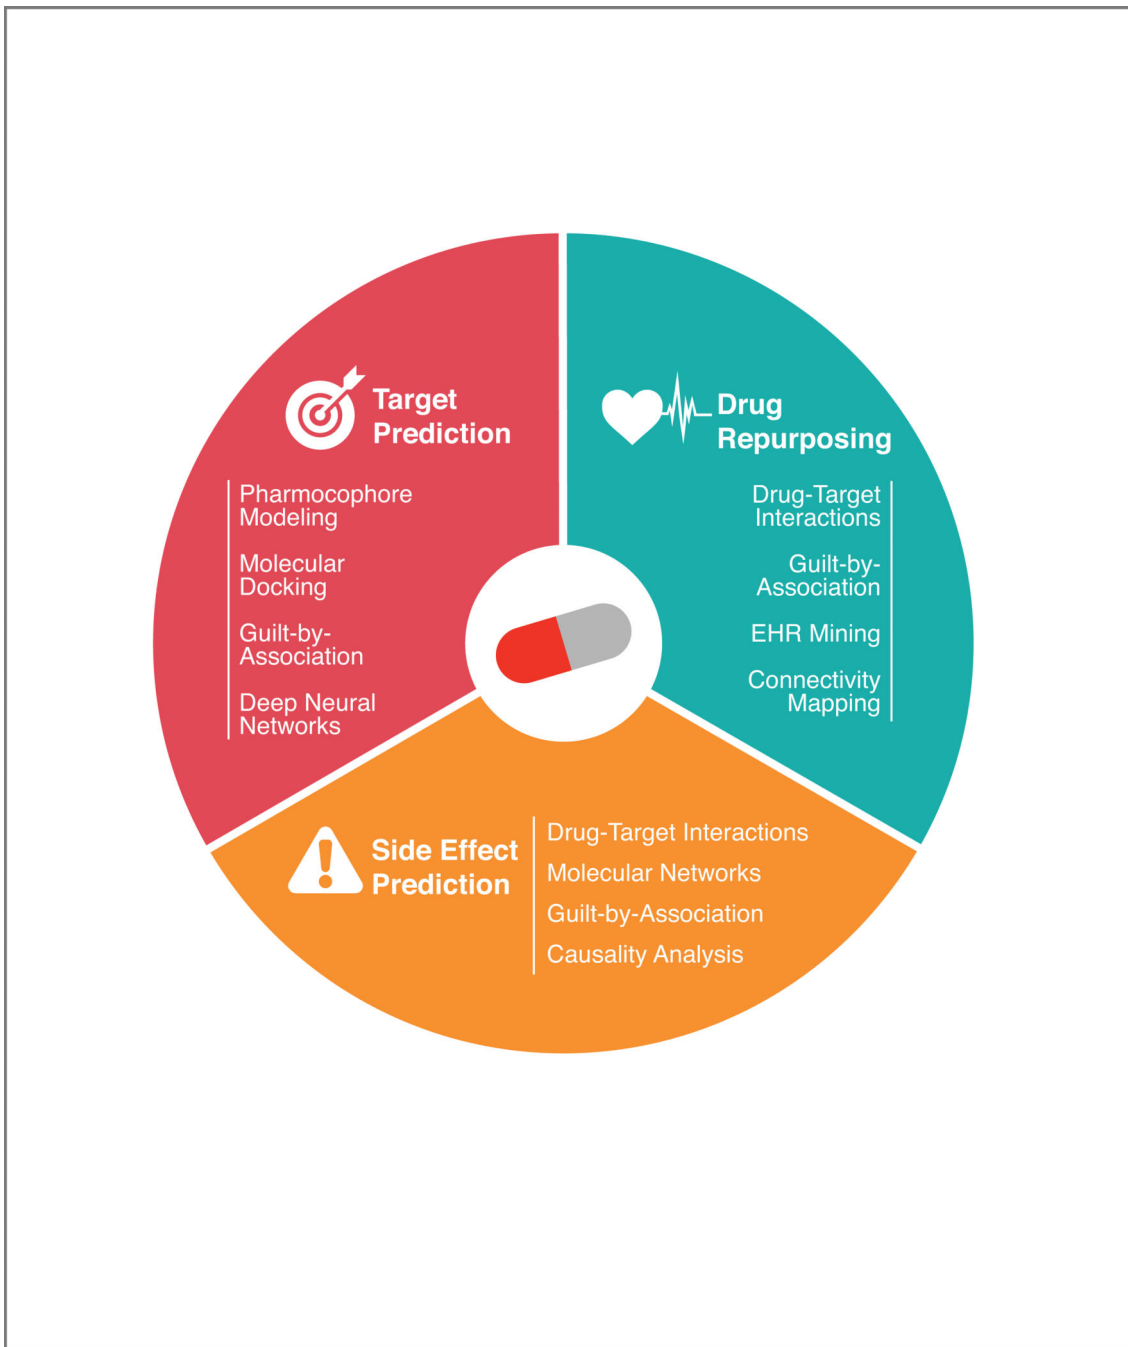 Target
Prediction
Pharmocophore
Modeling
Molecular
Docking
Guilt-by-
Association
Deep Neural
Networks
Drug
Repurposing
Drug-Target
Interactions
Guilt-by-
Association
EHR Mining
Connectivity
Mapping
Side Effect
Prediction
Drug-Target Interactions
Molecular Networks
Guilt-by-Association
Causality Analysis